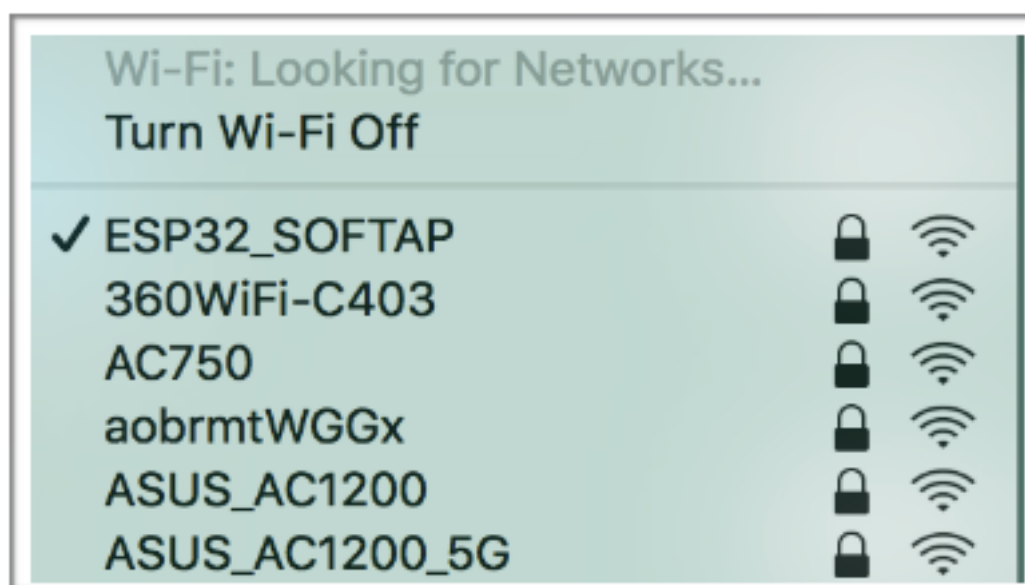 Wi-Fi: Looking for Networks...
Turn Wi-Fi Off
ESP32_SOFTAP
360WiFi-C403
AC750
aobrmtWGGx
ASUS_AC1200
ASUS_AC1200_5G